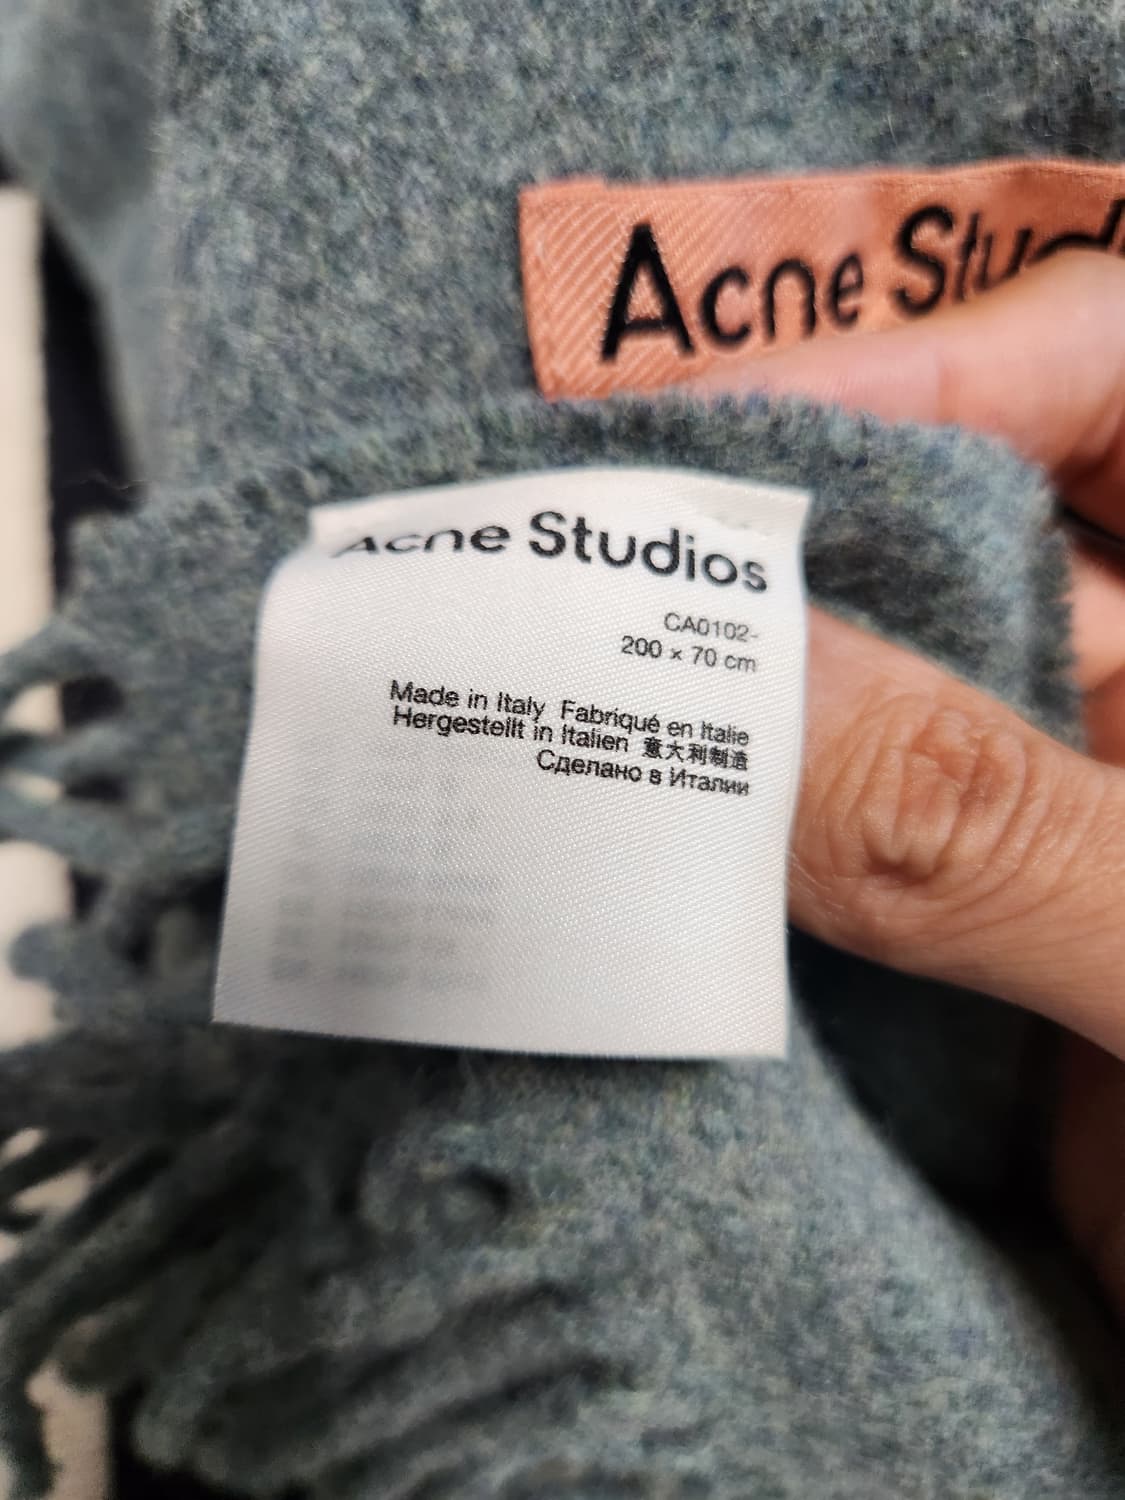 Acne Stud
Acne Studios
CA0102-
200 x 70 cm
Made in Italy Fabriqué en Italie
Hergestellt in Italien 意大利制造
Сделано в Италии